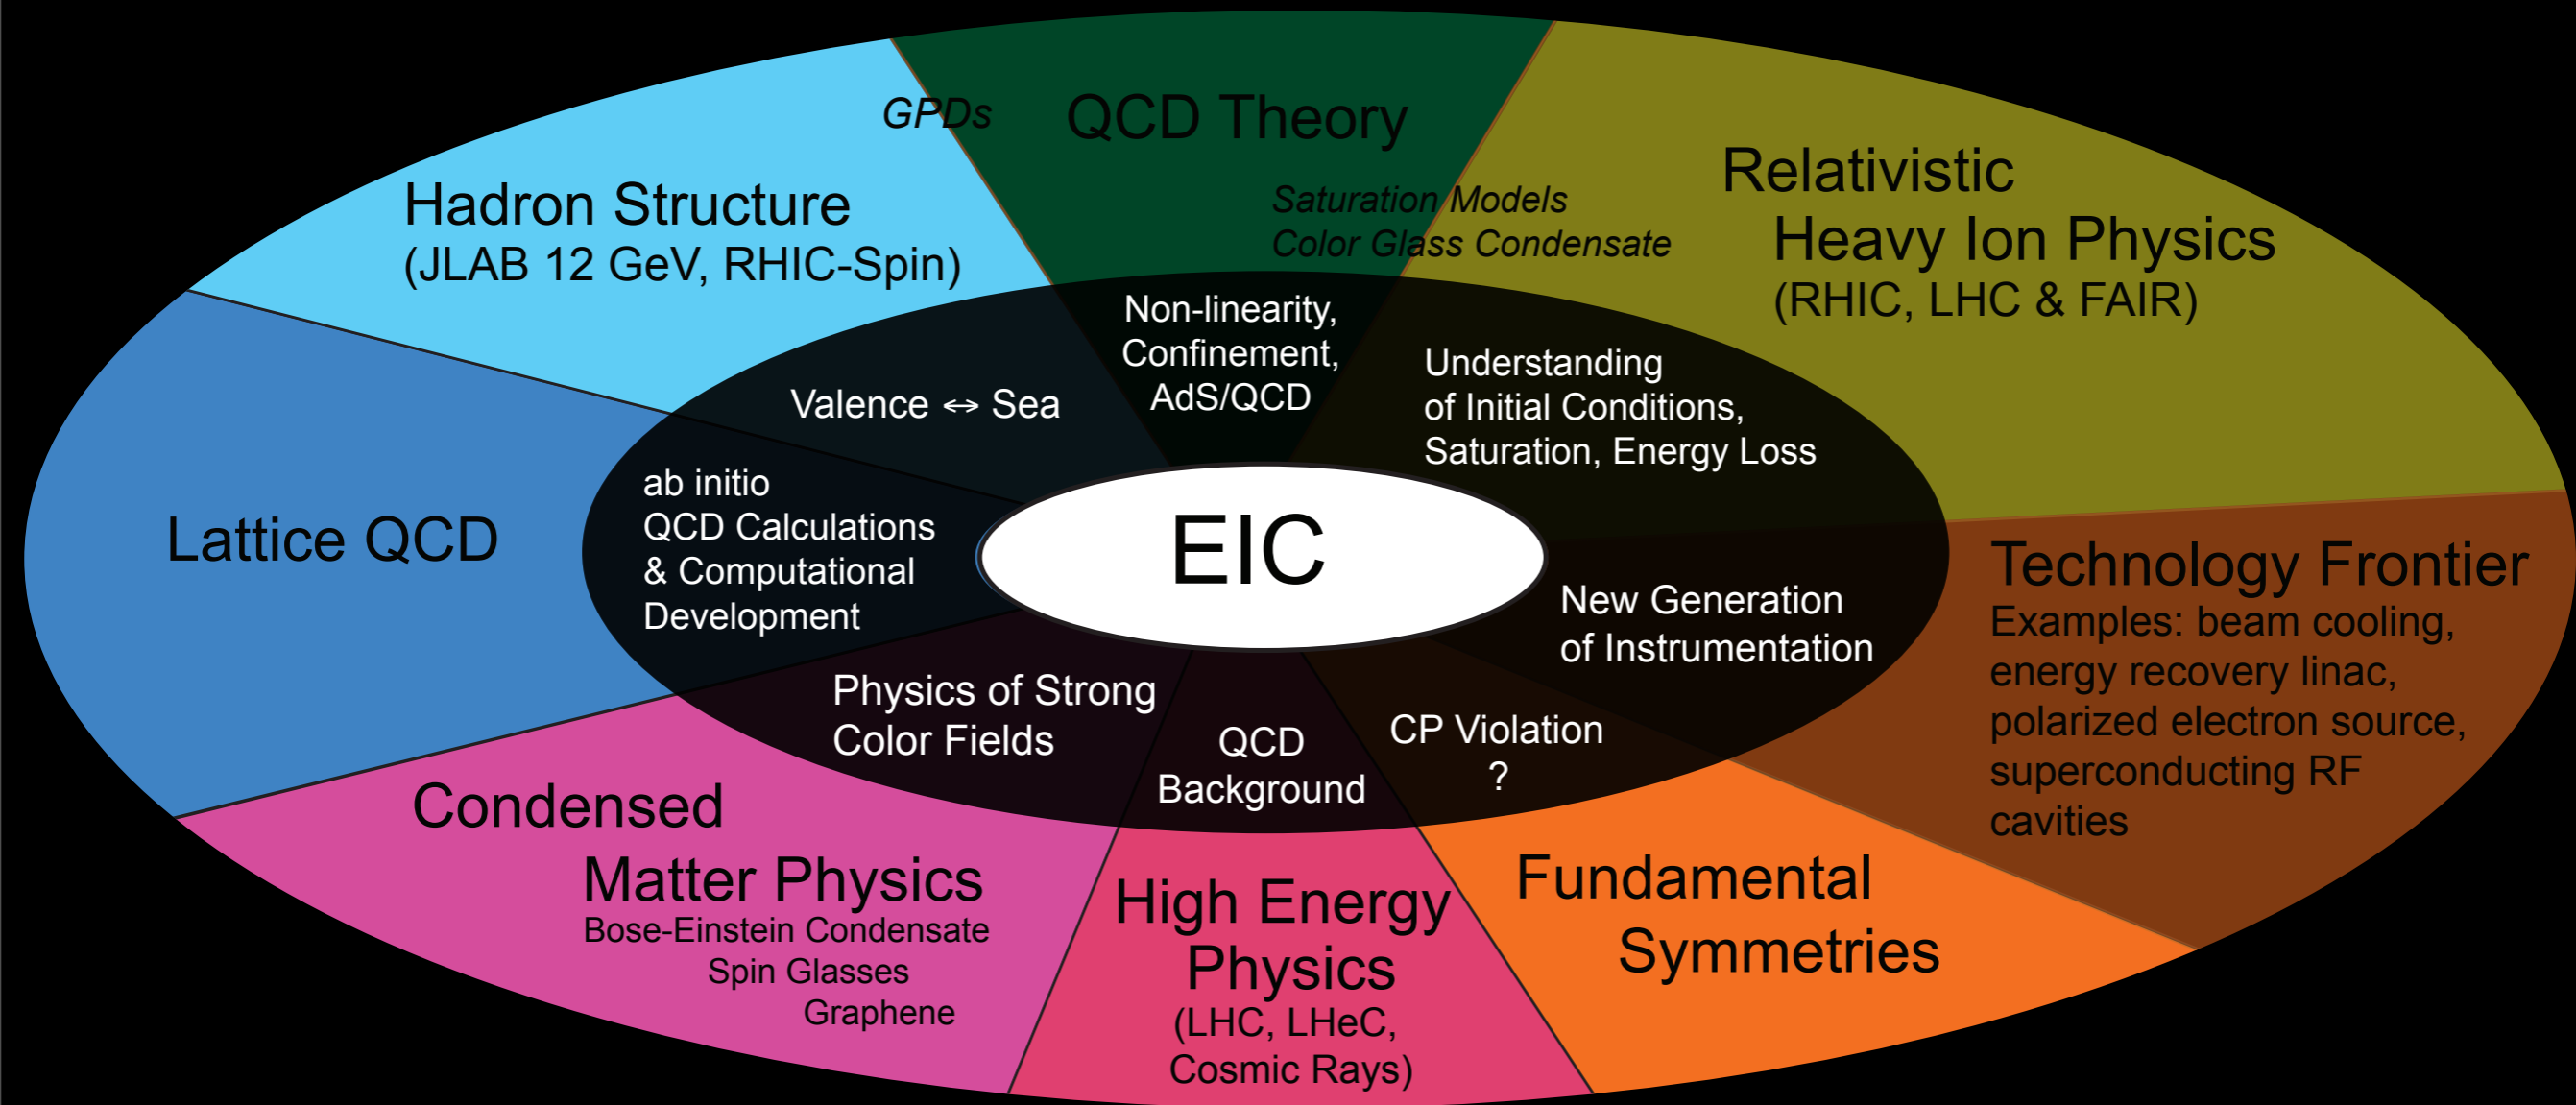 GPDs
QCD Theory
Saturation Models
Color Glass Condensate
Relativistic
Heavy Ion Physics
(RHIC, LHC & FAIR)
Hadron Structure
(JLAB 12 GeV, RHIC-Spin)
Non-linearity,
Confinement,
AdS/QCD
Understanding
of Initial Conditions,
Saturation, Energy Loss
Valence ↔ Sea
ab initio
QCD Calculations
& Computational
Development
Lattice QCD
EIC
New Generation
of Instrumentation
Technology Frontier
Examples: beam cooling,
energy recovery linac,
polarized electron source,
superconducting RF
cavities
Physics of Strong
Color Fields
QCD
Background
CP Violation
?
Condensed
Matter Physics
Bose-Einstein Condensate
Spin Glasses
Graphene
High Energy
Physics
(LHC, LHeC,
Cosmic Rays)
Fundamental
Symmetries